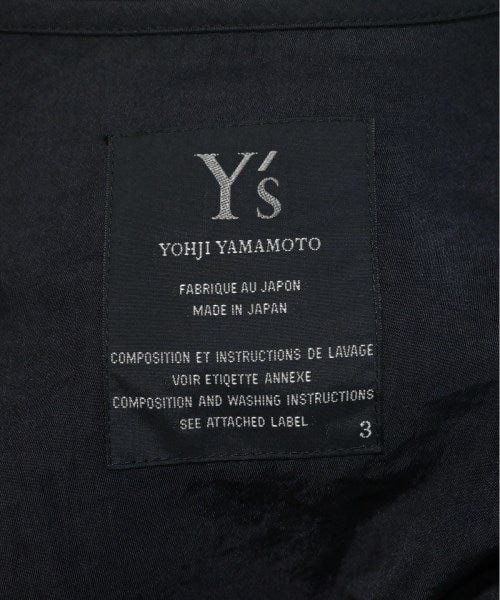 Y's
YOHJI YAMAMOTO
FABRIQUE AU JAPON
MADE IN JAPAN
COMPOSITION ET INSTRUCTIONS DE LAVAGE
VOIR ETIQETTE ANNEXE
COMPOSITION AND WASHING INSTRUCTIONS
SEE ATTACHED LABEL
3